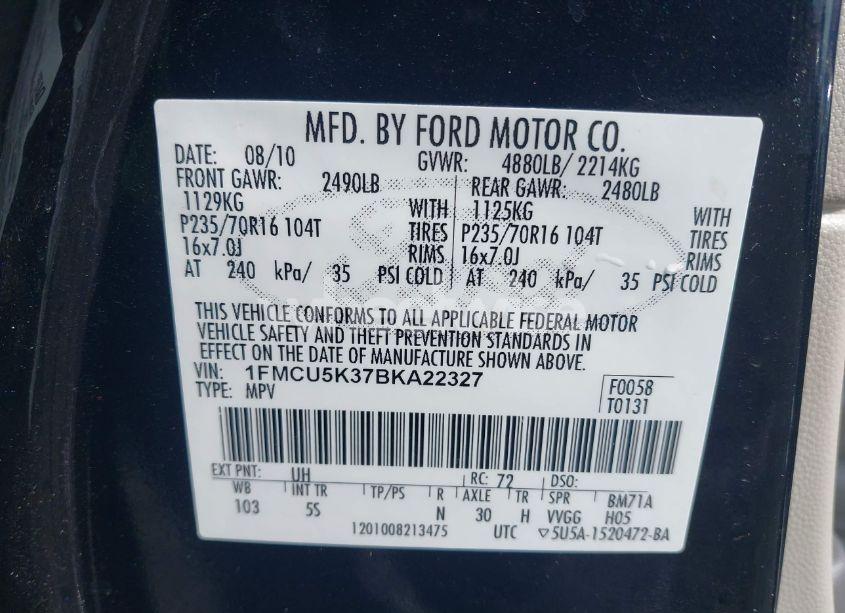 MFD. BY FORD MOTOR CO.
DATE: 08/10 GVWR: 4880LB/ 2214KG
FRONT GAWR: 2490LB REAR GAWR: 2480LB
1129KG WITH 1125KG WITH
P235/70R16 104T TIRES P235/70R16 104T TIRES
16x7.0J RIMS 16x7.0J RIMS
AT 240 kPa/ 35 PSI COLD AT 240 kPa/ 35 PSI COLD
THIS VEHICLE CONFORMS TO ALL APPLICABLE FEDERAL MOTOR
VEHICLE SAFETY AND THEFT PREVENTION STANDARDS IN
EFFECT ON THE DATE OF MANUFACTURE SHOWN ABOVE.
VIN: 1FMCU5K37BKA22327 F0058
TYPE: MPV T0131
EXT PNT: UH RC: 72 DSO:
WB INT TR TP/PS R AXLE TR SPR BM71A
103 5S N 30 H VVGG H05
1201008213475 UTC ▽5U5A-1520472-BA